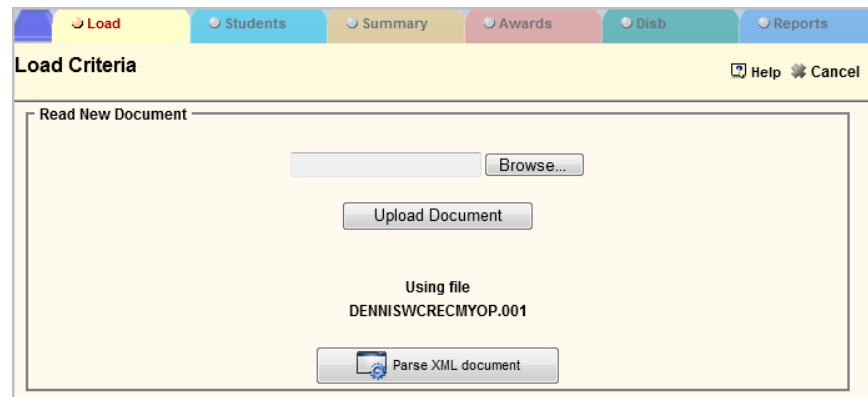 Load Students Summary Awards Disb Reports
Load Criteria
Help Cancel
Read New Document
Browse...
Upload Document
Using file
DENNISWCRECMYOP.001
Parse XML document